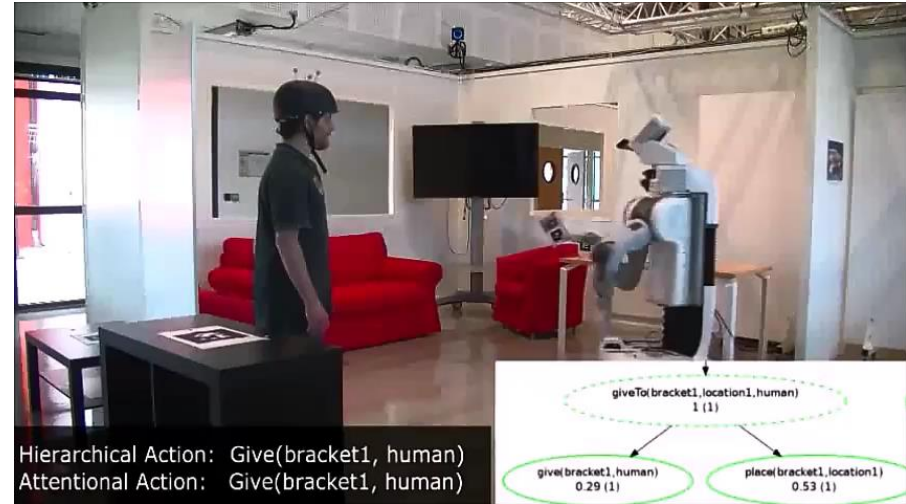 giveTo(bracket1,location1,human)
1 (1)
give(bracket1,human)
0.29 (1)
place(bracket1,location1)
0.53 (1)
Hierarchical Action: Give(bracket1, human)
Attentional Action: Give(bracket1, human)